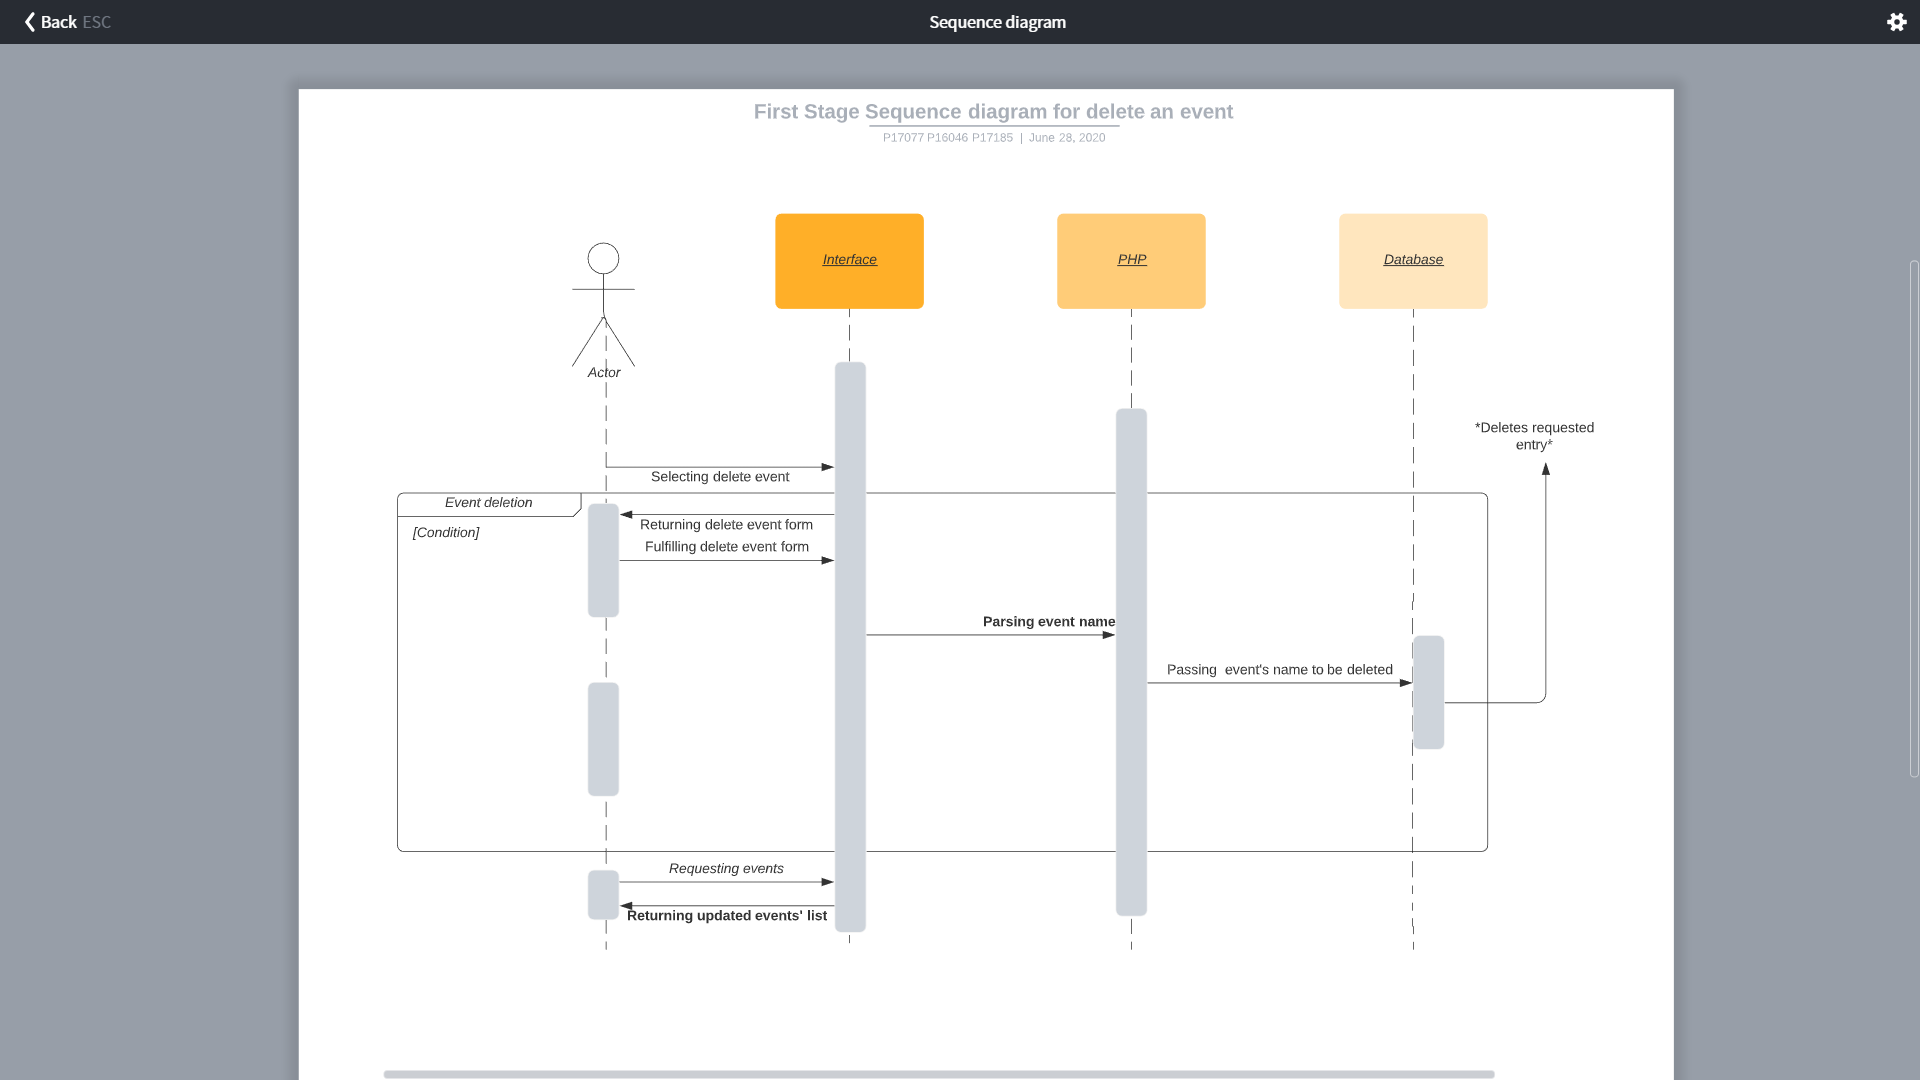 Back ESC
Sequence diagram
First Stage Sequence diagram for delete an event
P17077 P16046 P17185 | June 28, 2020
Interface
PHP
Database
Actor
*Deletes requested
entry*
Selecting delete event
Event deletion
[Condition]
Returning delete event form
Fulfilling delete event form
Parsing event name
Passing  event's name to be deleted
Requesting events
Returning updated events' list